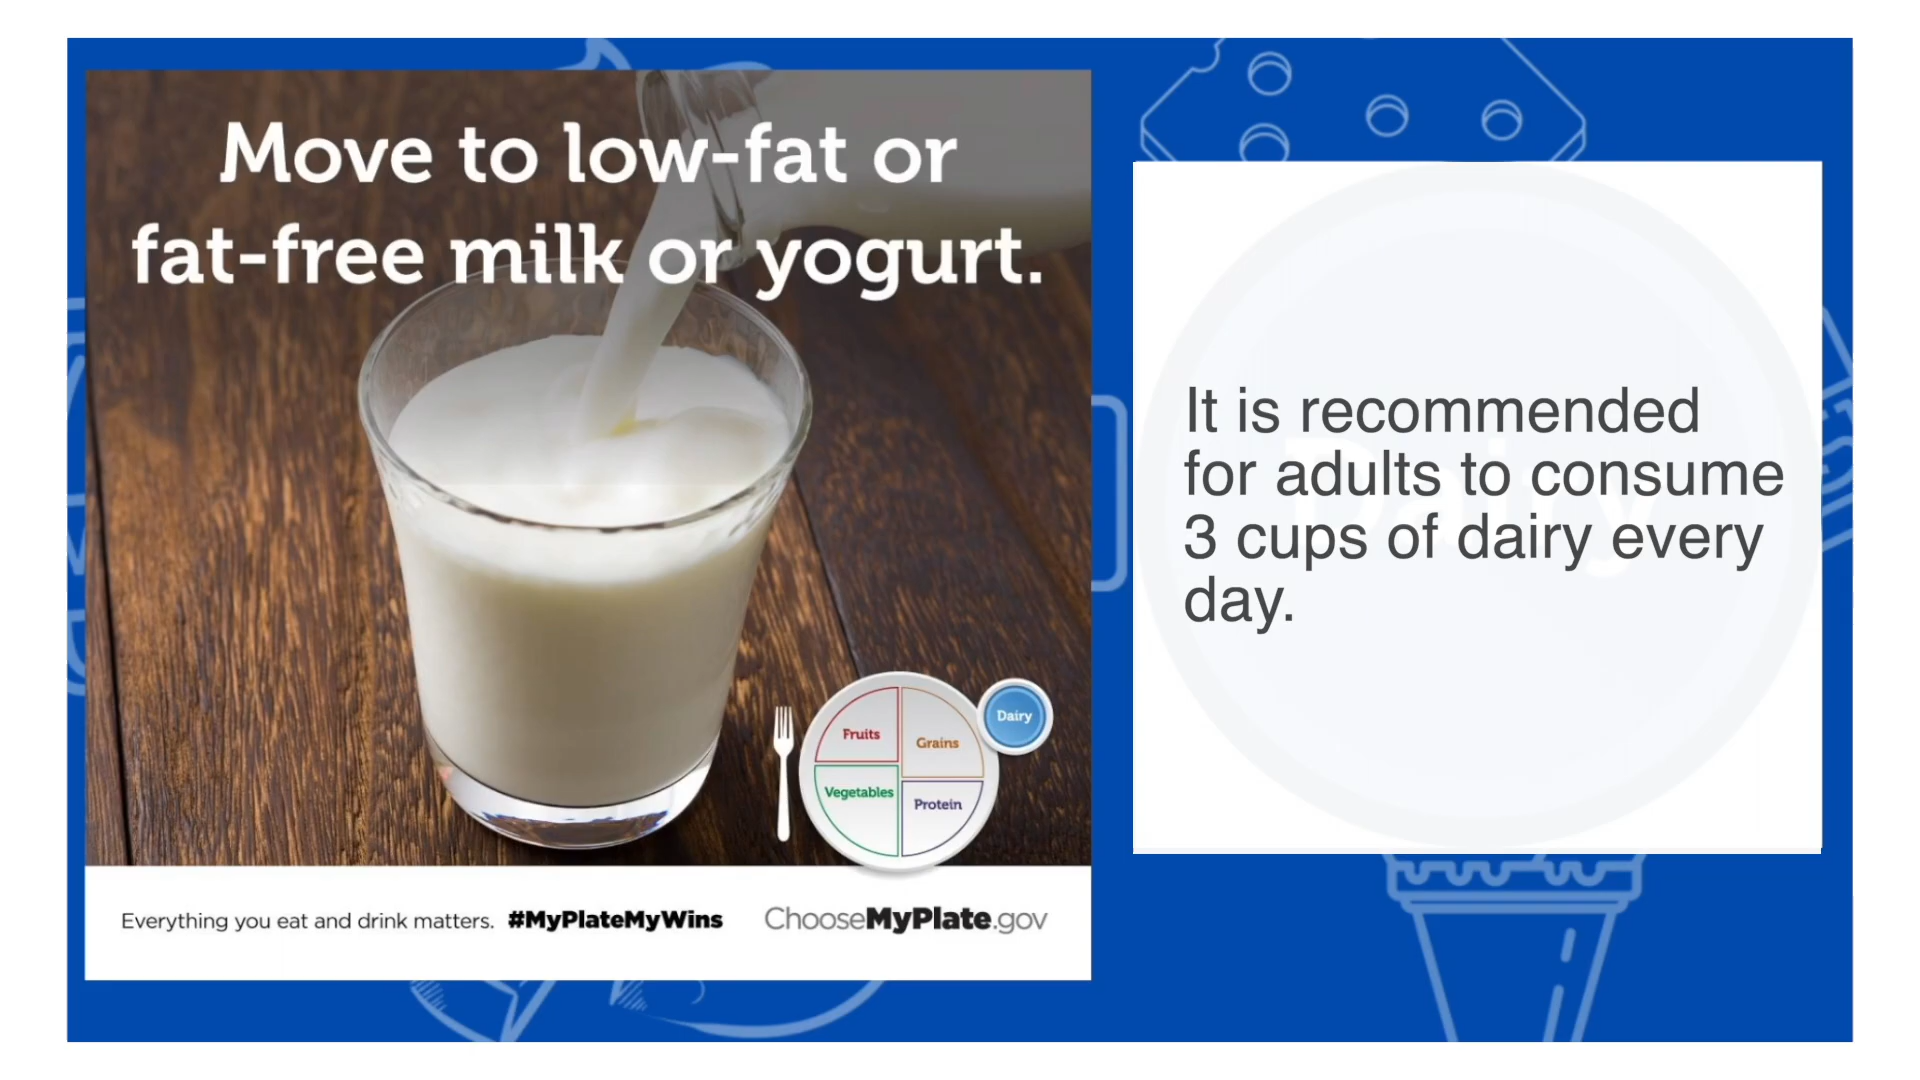 Move to low-fat or
fat-free milk or yogurt.
Fruits
Grains
Dairy
Vegetables
Protein
Everything you eat and drink matters. #MyPlateMyWins ChooseMyPlate.gov
It is recommended
for adults to consume
3 cups of dairy every
day.